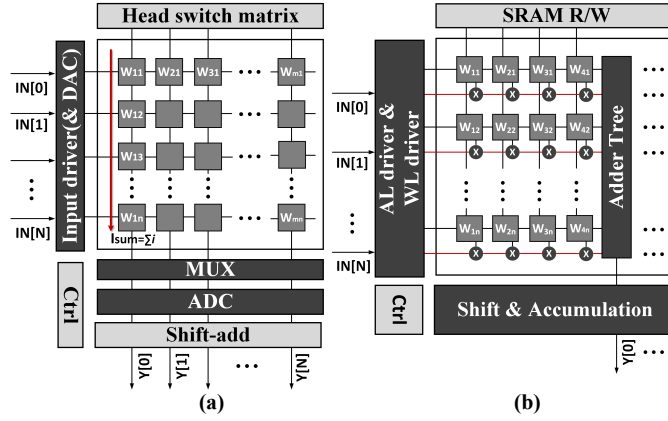 Head switch matrix
Input driver(& DAC)
IN[0]
IN[1]
IN[N]
W11 W21 W31 Wm1
W12
W13
W1n Wmn
Isum=∑i
MUX
ADC
Shift-add
Ctrl
Y[0] Y[1] Y[N]
(a)
SRAM R/W
AL driver &
WL driver
IN[0]
IN[1]
IN[N]
W11 W21 W31 W41
X X X X
W12 W22 W32 W42
X X X X
W1n W2n W3n W4n
X X X X
Adder Tree
Ctrl
Shift & Accumulation
Y[0]
(b)